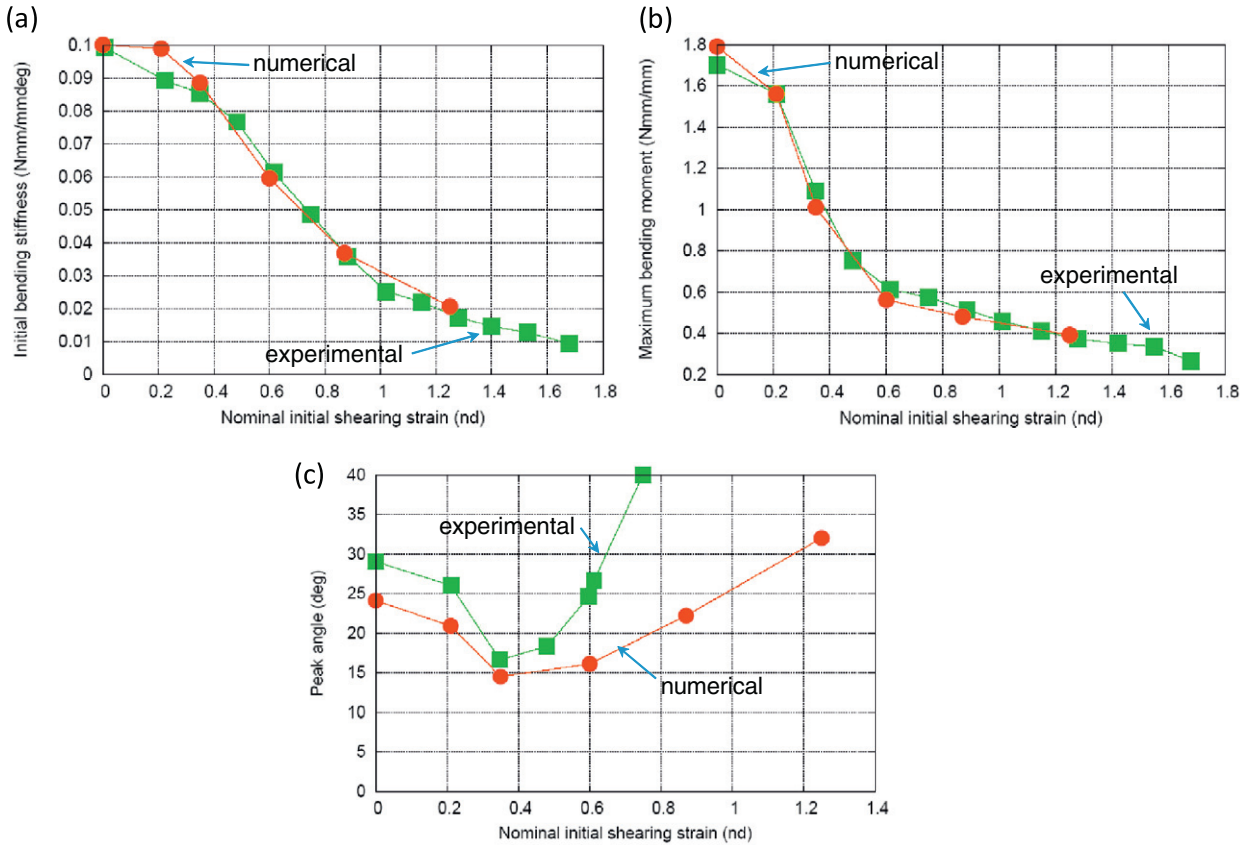 (a)
0.1
0.09
0.08
0.07
0.06
0.05
0.04
0.03
0.02
0.01
0
Initial bending stiffness (Nmm/mmdeg)
numerical
experimental
0 0.2 0.4 0.6 0.8 1 1.2 1.4 1.6 1.8
Nominal initial shearing strain (nd)
(b)
1.8
1.6
1.4
1.2
1
0.8
0.6
0.4
0.2
Maximum bending moment (Nmm/mm)
numerical
experimental
0 0.2 0.4 0.6 0.8 1 1.2 1.4 1.6 1.8
Nominal initial shearing strain (nd)
(c)
40
35
30
25
20
15
10
5
0
Peak angle (deg)
experimental
numerical
0 0.2 0.4 0.6 0.8 1 1.2 1.4
Nominal initial shearing strain (nd)